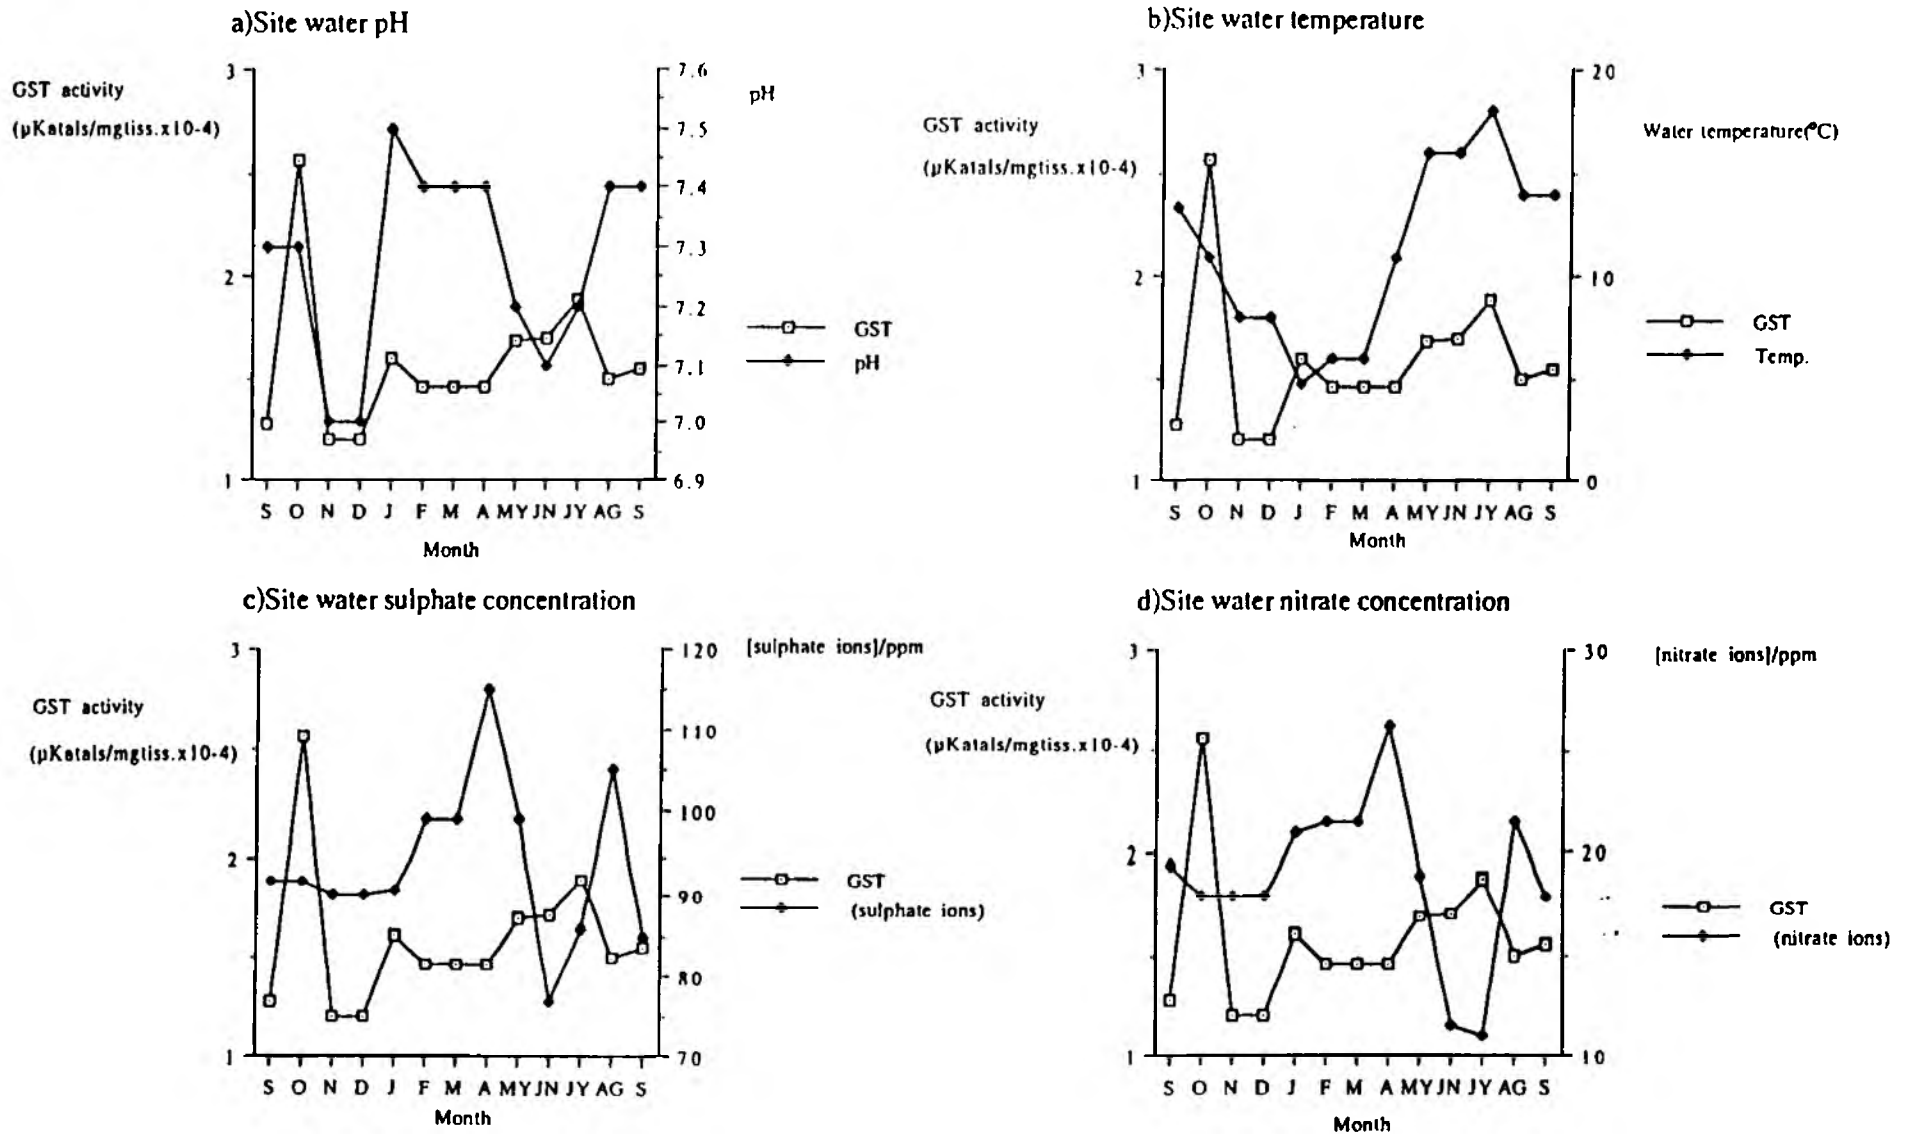 a)Site water pH
GST activity
(µKatals/mgtiss.x10-4)
3
2
1
7.6
7.5
7.4
7.3
7.2
7.1
7.0
6.9
pH
GST
pH
S O N D J F M A MY JN JY AG S
Month
b)Site water temperature
GST activity
(µKatals/mgtiss.x10-4)
3
2
1
20
10
0
Water temperature(°C)
GST
Temp.
S O N D J F M A MY JN JY AG S
Month
c)Site water sulphate concentration
GST activity
(µKatals/mgtiss.x10-4)
3
2
1
120
110
100
90
80
70
[sulphate ions]/ppm
GST
(sulphate ions)
S O N D J F M A MY JN JY AG S
Month
d)Site water nitrate concentration
GST activity
(µKatals/mgtiss.x10-4)
3
2
1
30
20
10
[nitrate ions]/ppm
GST
(nitrate ions)
S O N D J F M A MY JN JY AG S
Month